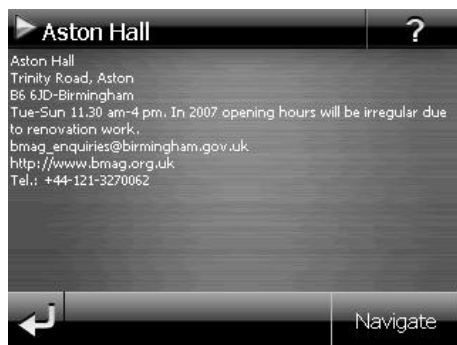 Aston Hall
?
Aston Hall
Trinity Road, Aston
B6 6JD-Birmingham
Tue-Sun 11.30 am-4 pm. In 2007 opening hours will be irregular due
to renovation work.
bmag_enquiries@birmingham.gov.uk
http://www.bmag.org.uk
Tel.: +44-121-3270062
Navigate